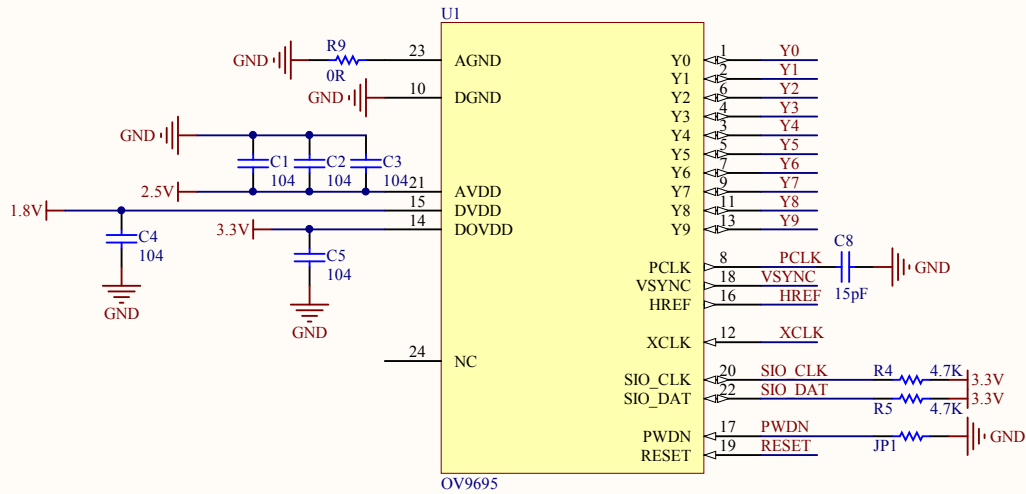 U1
GND
R9
0R
23
AGND
GND
10
DGND
GND
C1
104
C2
104
C3
104
2.5V
21
AVDD
1.8V
15
DVDD
3.3V
14
DOVDD
C4
104
GND
C5
104
GND
24
NC
Y0 1 Y0
Y1 2 Y1
Y2 6 Y2
Y3 4 Y3
Y4 3 Y4
Y5 5 Y5
Y6 7 Y6
Y7 9 Y7
Y8 11 Y8
Y9 13 Y9
C8
PCLK 8 PCLK
GND
15pF
VSYNC 18 VSYNC
HREF 16 HREF
XCLK 12 XCLK
SIO_CLK 20 SIO_CLK R4 4.7K 3.3V
SIO_DAT 22 SIO_DAT R5 4.7K 3.3V
PWDN 17 PWDN JP1 GND
RESET 19 RESET
OV9695